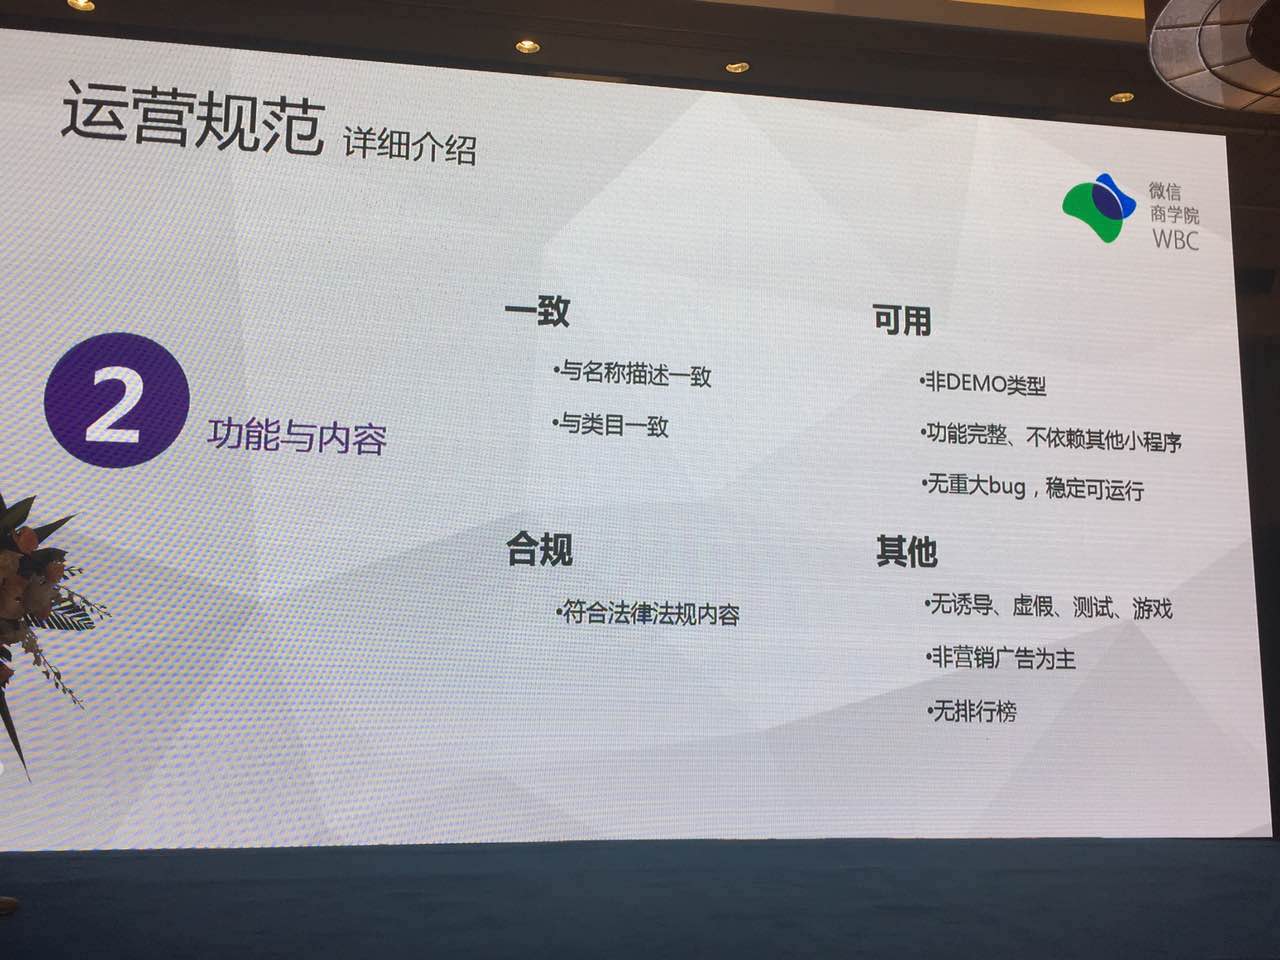 运营规范 详细介绍
微信
商学院
WBC
2 功能与内容
一致
•与名称描述一致
•与类目一致
可用
•非DEMO类型
•功能完整、不依赖其他小程序
•无重大bug，稳定可运行
合规
•符合法律法规内容
其他
•无诱导、虚假、测试、游戏
•非营销广告为主
•无排行榜